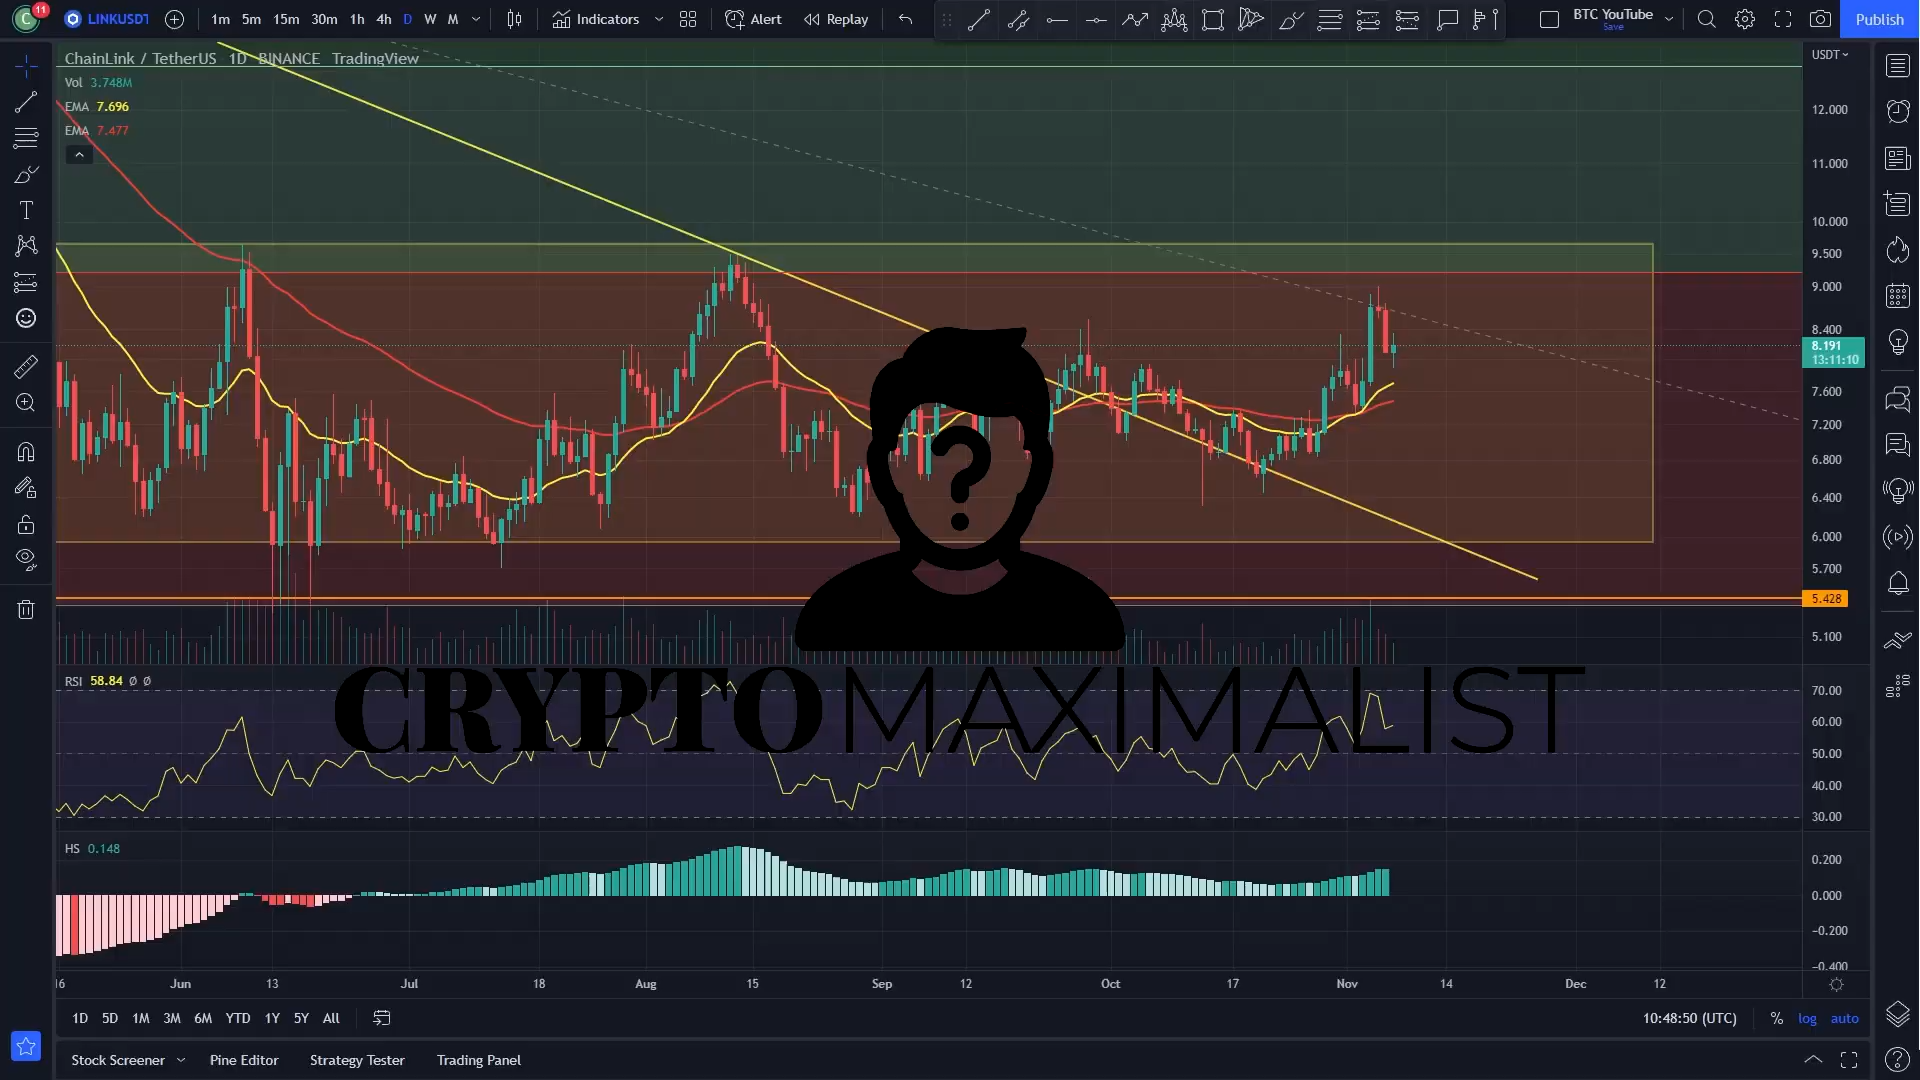 C 11 LINKUSDT 1m 5m 15m 30m 1h 4h D W M Indicators Alert Replay BTC YouTube Save Publish
ChainLink / TetherUS 1D BINANCE TradingView
USDT
Vol 3.748M
EMA 7.696
EMA 7.477
12.000
11.000
10.000
9.500
9.000
8.400
8.191
13:11:10
7.600
7.200
6.800
6.400
6.000
5.700
5.428
5.100
?
CRYPTOMAXIMALIST
RSI 58.84 Ø Ø
70.00
60.00
50.00
40.00
30.00
HS 0.148
0.200
0.000
−0.200
−0.400
16 Jun 13 Jul 18 Aug 15 Sep 12 Oct 17 Nov 14 Dec 12
1D 5D 1M 3M 6M YTD 1Y 5Y All 10:48:50 (UTC) % log auto
Stock Screener Pine Editor Strategy Tester Trading Panel